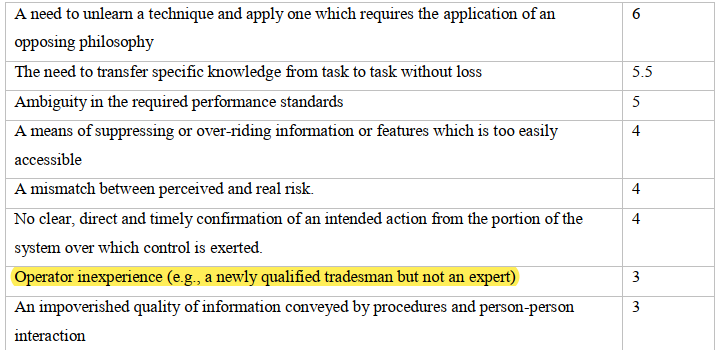 A need to unlearn a technique and apply one which requires the application of an 6
opposing philosophy
The need to transfer specific knowledge from task to task without loss 5.5
Ambiguity in the required performance standards 5
A means of suppressing or over-riding information or features which is too easily 4
accessible
A mismatch between perceived and real risk. 4
No clear, direct and timely confirmation of an intended action from the portion of the 4
system over which control is exerted.
Operator inexperience (e.g., a newly qualified tradesman but not an expert) 3
An impoverished quality of information conveyed by procedures and person-person 3
interaction